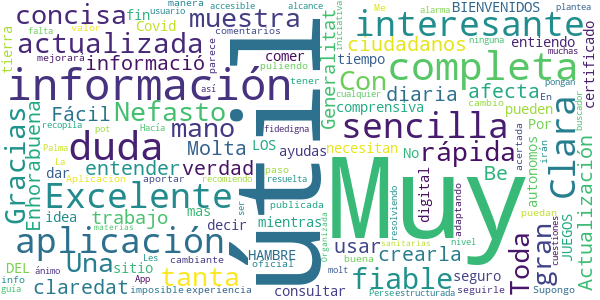 concisa
fin
manera
usuario
Covid
muestra
accesible
alcance
comentarios
interesante
BIENVENIDOS
plantea
Me
alarma
ninguna
muchas
pongan
buscador
tierra
falta
valor
mejorará
actualizada
informació
parece
comer
así
tener
puliendo
iniciativa
Generalitat
ciudadanos
tiempo
entiendo
completa
certificado
información
útil
Con
diaria
afecta
En
cualquier
cambio
Fácil
Nefasto
mano
fidedigna
comprensiva
pueden
sencilla
Clara
recopila
pot
Hacía
duda
Molta
LOS
ayudas
necesitan
rápida
No
Por
acertada
irán
Gracias
Enhorabuena
Palma
La
Aplicación
entender
verdad
recomiendo
paso
resuelta
Muy
digital
Be
autónomos
Actualización
dar
aportar
Excelente
idea
trabajo
más
ser
decir
publicada
mientras
Organizada
usar
resolviendo
adaptando
Toda
gran
JUEGOS
puedan
materias
HAMBRE
oficial
crearla
sanitarias
nivel
cuestiones
aplicación
Una
sitio
cambiante
tanta
buena
fiable
seguro
seguirle
Supongo
DEL
info
guía
ánimo
claredat
App
Les
imposible
experiencia
consultar
molt
Perse
estructurada